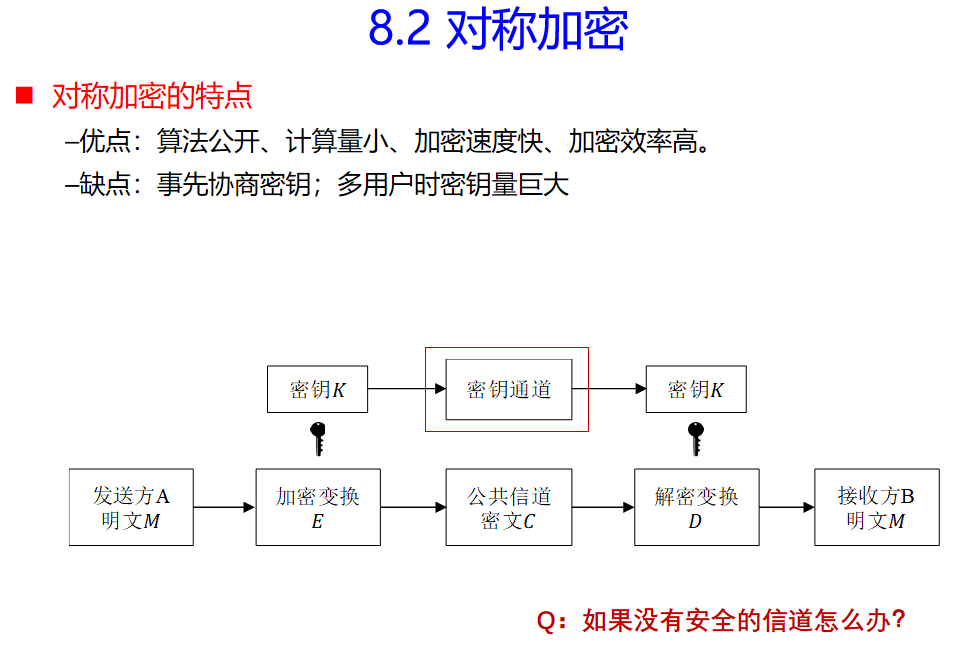 8.2 对称加密
■ 对称加密的特点
–优点：算法公开、计算量小、加密速度快、加密效率高。
–缺点：事先协商密钥；多用户时密钥量巨大
密钥K
密钥通道
密钥K
发送方A
明文M
加密变换
E
公共信道
密文C
解密变换
D
接收方B
明文M
Q：如果没有安全的信道怎么办？